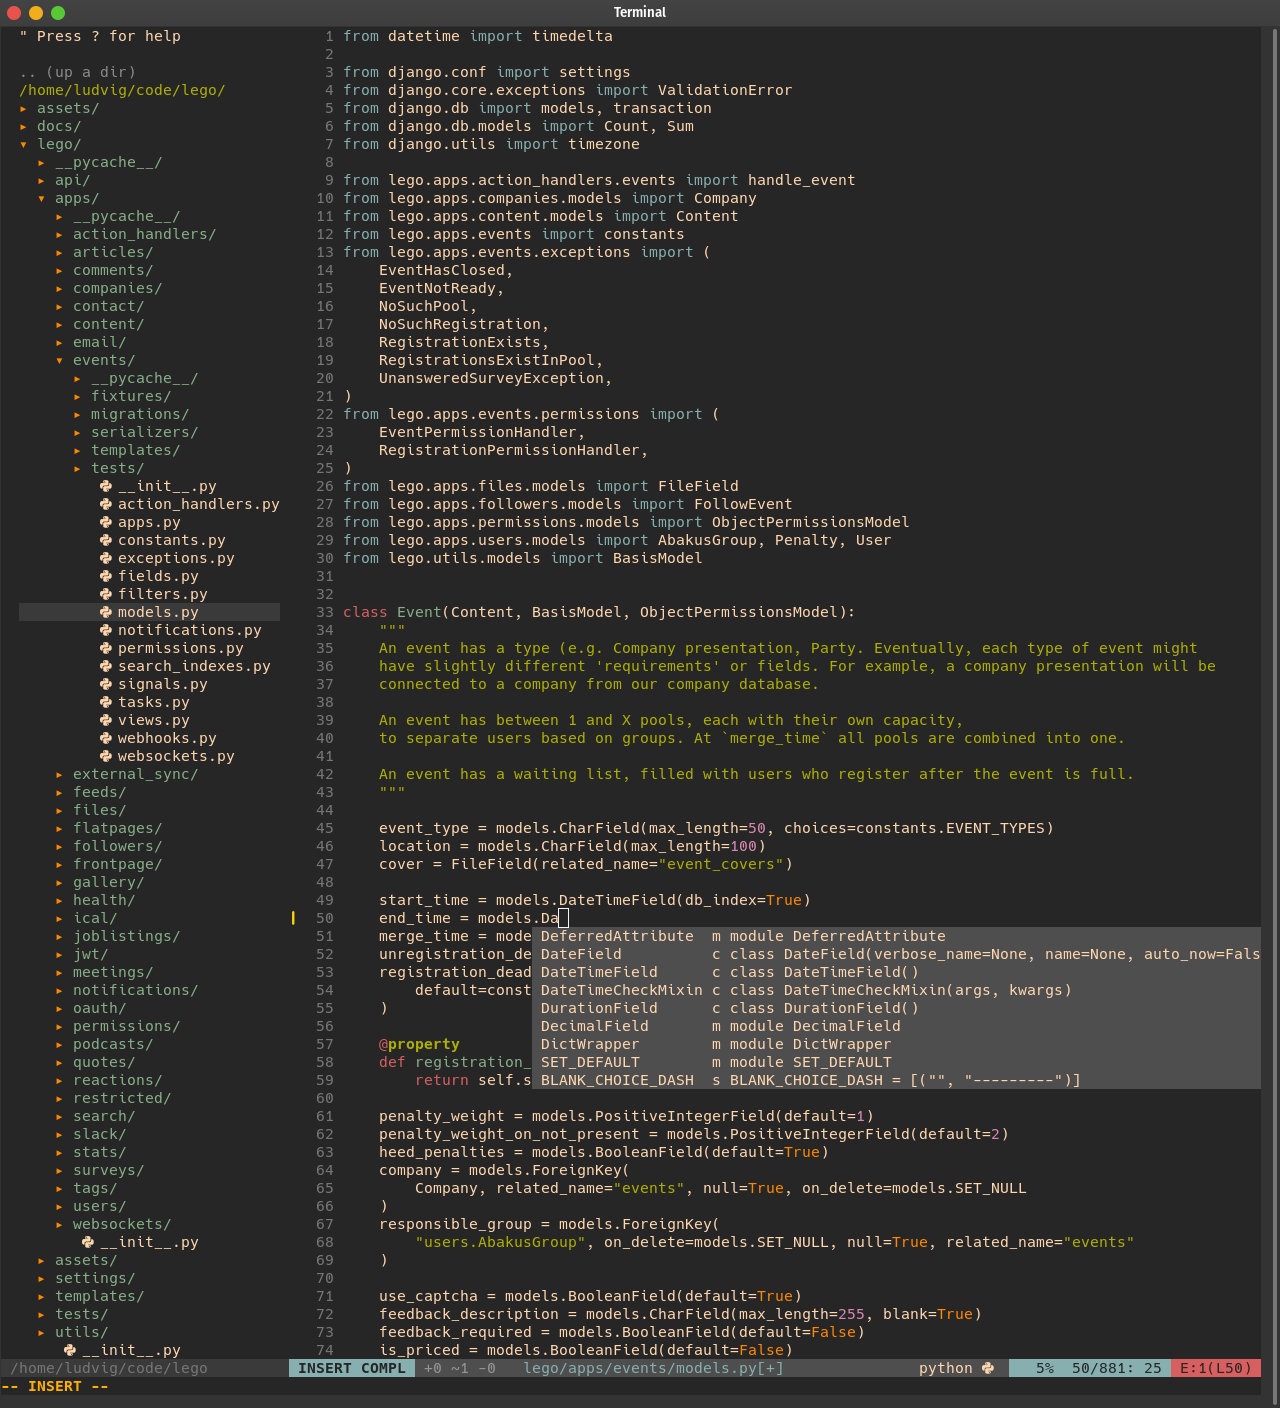 Terminal
" Press ? for help
.. (up a dir)
/home/ludvig/code/lego/
▸ assets/
▸ docs/
▾ lego/
▸ __pycache__/
▸ api/
▾ apps/
▸ __pycache__/
▸ action_handlers/
▸ articles/
▸ comments/
▸ companies/
▸ contact/
▸ content/
▸ email/
▾ events/
▸ __pycache__/
▸ fixtures/
▸ migrations/
▸ serializers/
▸ templates/
▸ tests/
__init__.py
action_handlers.py
apps.py
constants.py
exceptions.py
fields.py
filters.py
models.py
notifications.py
permissions.py
search_indexes.py
signals.py
tasks.py
views.py
webhooks.py
websockets.py
▸ external_sync/
▸ feeds/
▸ files/
▸ flatpages/
▸ followers/
▸ frontpage/
▸ gallery/
▸ health/
▸ ical/
▸ joblistings/
▸ jwt/
▸ meetings/
▸ notifications/
▸ oauth/
▸ permissions/
▸ podcasts/
▸ quotes/
▸ reactions/
▸ restricted/
▸ search/
▸ slack/
▸ stats/
▸ surveys/
▸ tags/
▸ users/
▸ websockets/
__init__.py
▸ assets/
▸ settings/
▸ templates/
▸ tests/
▸ utils/
__init__.py
1 from datetime import timedelta
2
3 from django.conf import settings
4 from django.core.exceptions import ValidationError
5 from django.db import models, transaction
6 from django.db.models import Count, Sum
7 from django.utils import timezone
8
9 from lego.apps.action_handlers.events import handle_event
10 from lego.apps.companies.models import Company
11 from lego.apps.content.models import Content
12 from lego.apps.events import constants
13 from lego.apps.events.exceptions import (
14     EventHasClosed,
15     EventNotReady,
16     NoSuchPool,
17     NoSuchRegistration,
18     RegistrationExists,
19     RegistrationsExistInPool,
20     UnansweredSurveyException,
21 )
22 from lego.apps.events.permissions import (
23     EventPermissionHandler,
24     RegistrationPermissionHandler,
25 )
26 from lego.apps.files.models import FileField
27 from lego.apps.followers.models import FollowEvent
28 from lego.apps.permissions.models import ObjectPermissionsModel
29 from lego.apps.users.models import AbakusGroup, Penalty, User
30 from lego.utils.models import BasisModel
31
32
33 class Event(Content, BasisModel, ObjectPermissionsModel):
34     """
35     An event has a type (e.g. Company presentation, Party. Eventually, each type of event might
36     have slightly different 'requirements' or fields. For example, a company presentation will be
37     connected to a company from our company database.
38
39     An event has between 1 and X pools, each with their own capacity,
40     to separate users based on groups. At `merge_time` all pools are combined into one.
41
42     An event has a waiting list, filled with users who register after the event is full.
43     """
44
45     event_type = models.CharField(max_length=50, choices=constants.EVENT_TYPES)
46     location = models.CharField(max_length=100)
47     cover = FileField(related_name="event_covers")
48
49     start_time = models.DateTimeField(db_index=True)
50     end_time = models.Da
51     merge_time = mode DeferredAttribute  m module DeferredAttribute
52     unregistration_de DateField          c class DateField(verbose_name=None, name=None, auto_now=Fals
53     registration_dead DateTimeField      c class DateTimeField()
54         default=const DateTimeCheckMixin c class DateTimeCheckMixin(args, kwargs)
55     )                 DurationField      c class DurationField()
56                       DecimalField       m module DecimalField
57     @property         DictWrapper        m module DictWrapper
58     def registration_ SET_DEFAULT        m module SET_DEFAULT
59         return self.s BLANK_CHOICE_DASH  s BLANK_CHOICE_DASH = [("", "---------")]
60
61     penalty_weight = models.PositiveIntegerField(default=1)
62     penalty_weight_on_not_present = models.PositiveIntegerField(default=2)
63     heed_penalties = models.BooleanField(default=True)
64     company = models.ForeignKey(
65         Company, related_name="events", null=True, on_delete=models.SET_NULL
66     )
67     responsible_group = models.ForeignKey(
68         "users.AbakusGroup", on_delete=models.SET_NULL, null=True, related_name="events"
69     )
70
71     use_captcha = models.BooleanField(default=True)
72     feedback_description = models.CharField(max_length=255, blank=True)
73     feedback_required = models.BooleanField(default=False)
74     is_priced = models.BooleanField(default=False)
/home/ludvig/code/lego INSERT COMPL +0 ~1 -0 lego/apps/events/models.py[+] python 5% 50/881: 25 E:1(L50)
-- INSERT --